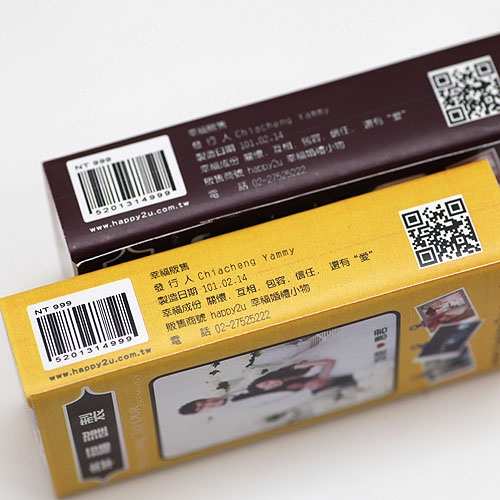 NT 999
5201314999
www.happy2u.com.tw
幸福販售
發 行 人 Chiacheng Yammy
製造日期 101.02.14
幸福成份 關懷, 互相, 包容, 信任, 還有“愛”
販售商號 happy2u 幸福婚禮小物
電 話 02-27525222
NT 999
5201314999
www.happy2u.com.tw
幸福販售
發 行 人 Chiacheng Yammy
製造日期 101.02.14
幸福成份 關懷, 互相, 包容, 信任, 還有“愛”
販售商號 happy2u 幸福婚禮小物
電 話 02-27525222